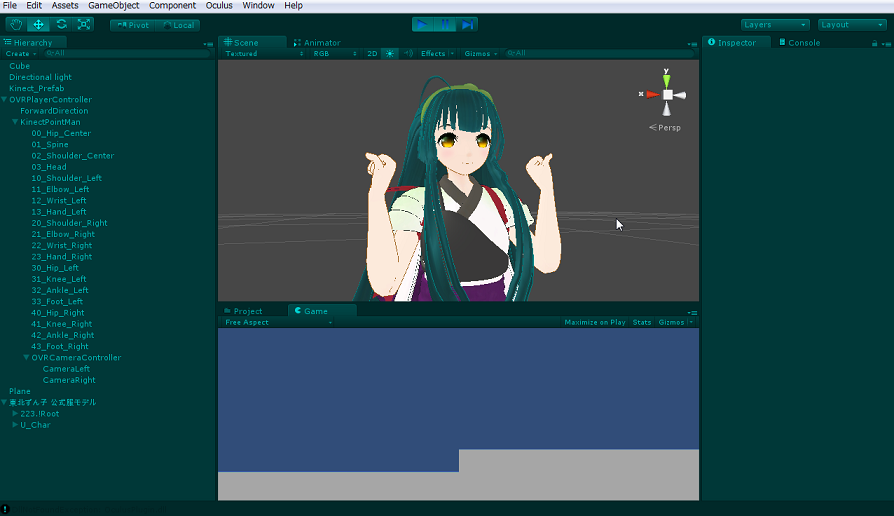 File Edit Assets GameObject Component Oculus Window Help
Pivot Local Layers Layout
Hierarchy
Create All
Cube
Directional light
Kinect_Prefab
OVRPlayerController
ForwardDirection
KinectPointMan
00_Hip_Center
01_Spine
02_Shoulder_Center
03_Head
10_Shoulder_Left
11_Elbow_Left
12_Wrist_Left
13_Hand_Left
20_Shoulder_Right
21_Elbow_Right
22_Wrist_Right
23_Hand_Right
30_Hip_Left
31_Knee_Left
32_Ankle_Left
33_Foot_Left
40_Hip_Right
41_Knee_Right
42_Ankle_Right
43_Foot_Right
OVRCameraController
CameraLeft
CameraRight
Plane
東北ずん子 公式服モデル
223.!Root
U_Char
Scene Animator
Textured RGB 2D Effects Gizmos All
y
x
Persp
Project Game
Free Aspect Maximize on Play Stats Gizmos
Inspector Console